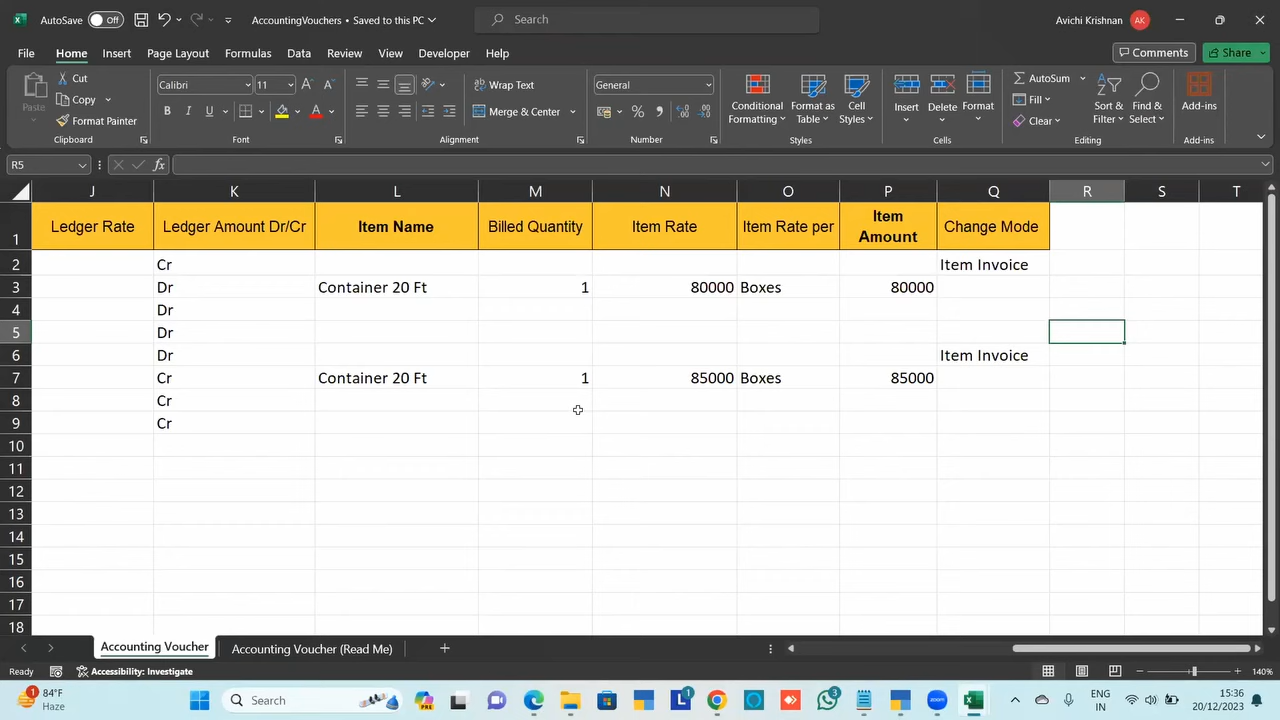 AutoSave Off AccountingVouchers • Saved to this PC Search Avichi Krishnan AK
File Home Insert Page Layout Formulas Data Review View Developer Help Comments Share
Paste Cut Copy Format Painter Clipboard
Calibri 11 A A B I U A Font
Wrap Text Merge & Center Alignment
General % Number
Conditional Formatting Format as Table Cell Styles Styles
Insert Delete Format Cells
AutoSum Fill Clear Sort & Filter Find & Select Editing
Add-ins Add-ins
R5 fx
J K L M N O P Q R S T
1 Ledger Rate Ledger Amount Dr/Cr Item Name Billed Quantity Item Rate Item Rate per Item Amount Change Mode
2 Cr Item Invoice
3 Dr Container 20 Ft 1 80000 Boxes 80000
4 Dr
5 Dr
6 Dr Item Invoice
7 Cr Container 20 Ft 1 85000 Boxes 85000
8 Cr
9 Cr
10
11
12
13
14
15
16
17
18
Accounting Voucher Accounting Voucher (Read Me)
Ready Accessibility: Investigate 140%
1 84°F Haze Search PRE L 1 zoom 3 ENG IN 15:36 20/12/2023